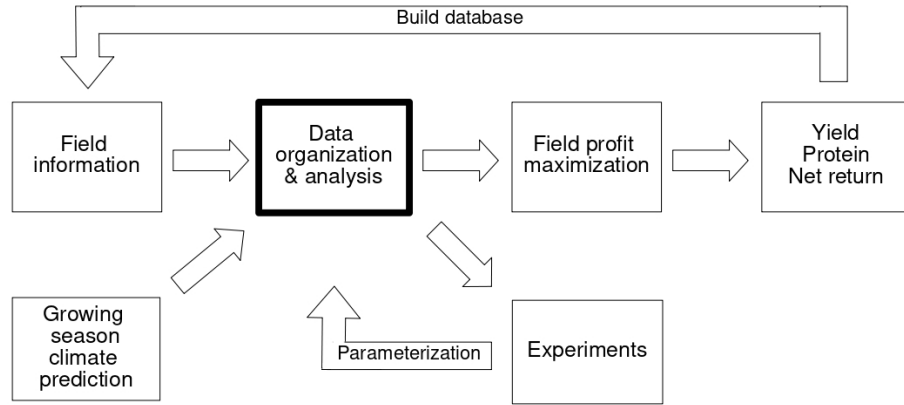 Build database
Field
information
Data
organization
& analysis
Field profit
maximization
Yield
Protein
Net return
Growing
season
climate
prediction
Parameterization
Experiments